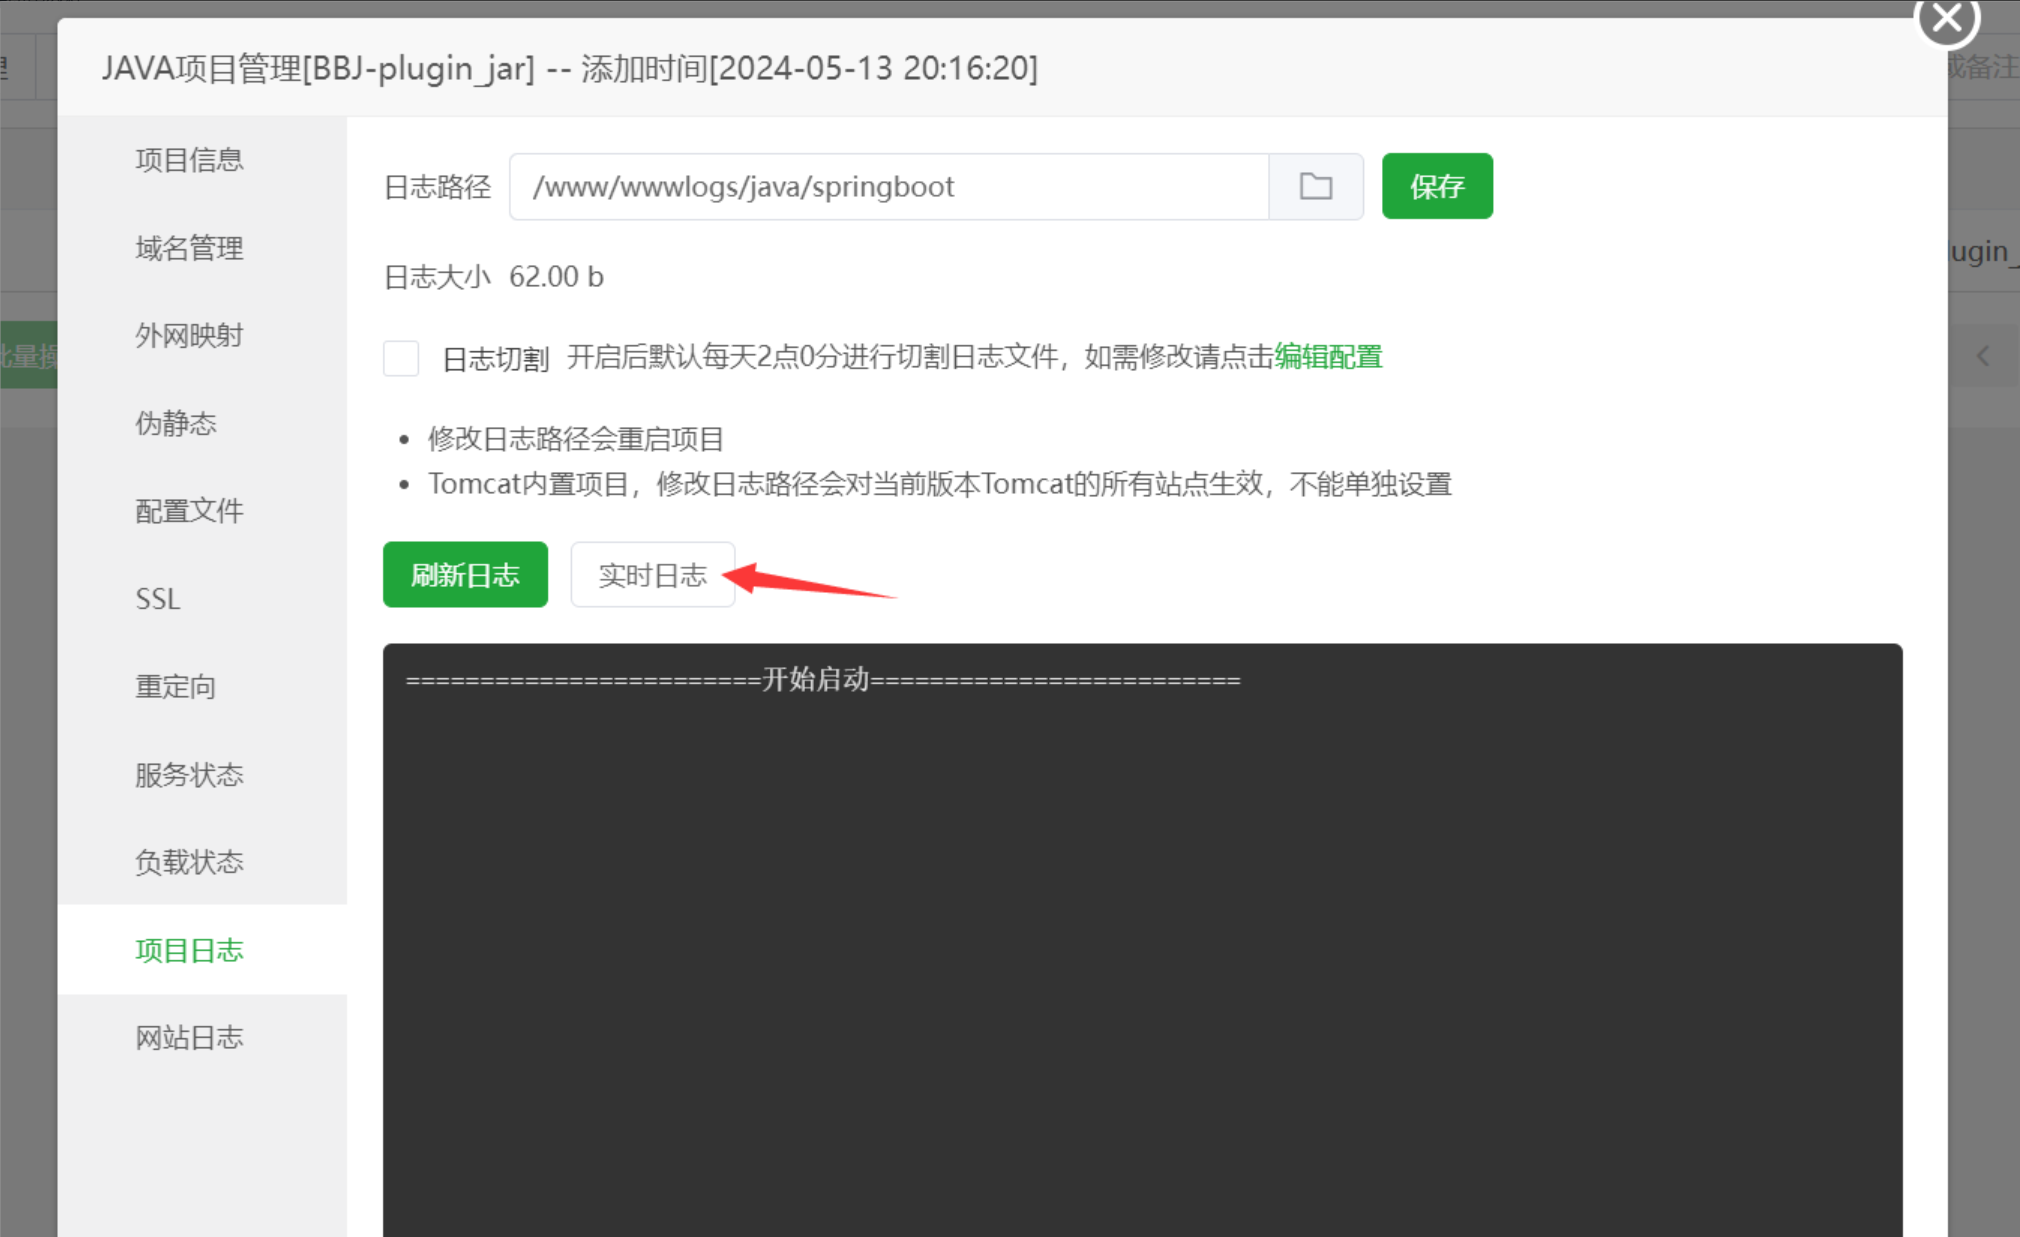 JAVA项目管理[BBJ-plugin_jar] -- 添加时间[2024-05-13 20:16:20]
或备注
项目信息
日志路径 /www/wwwlogs/java/springboot 保存
域名管理
lugin_
日志大小 62.00 b
外网映射
批量操
日志切割 开启后默认每天2点0分进行切割日志文件，如需修改请点击编辑配置
伪静态
修改日志路径会重启项目
Tomcat内置项目，修改日志路径会对当前版本Tomcat的所有站点生效，不能单独设置
配置文件
刷新日志 实时日志
SSL
========================开始启动=========================
重定向
服务状态
负载状态
项目日志
网站日志